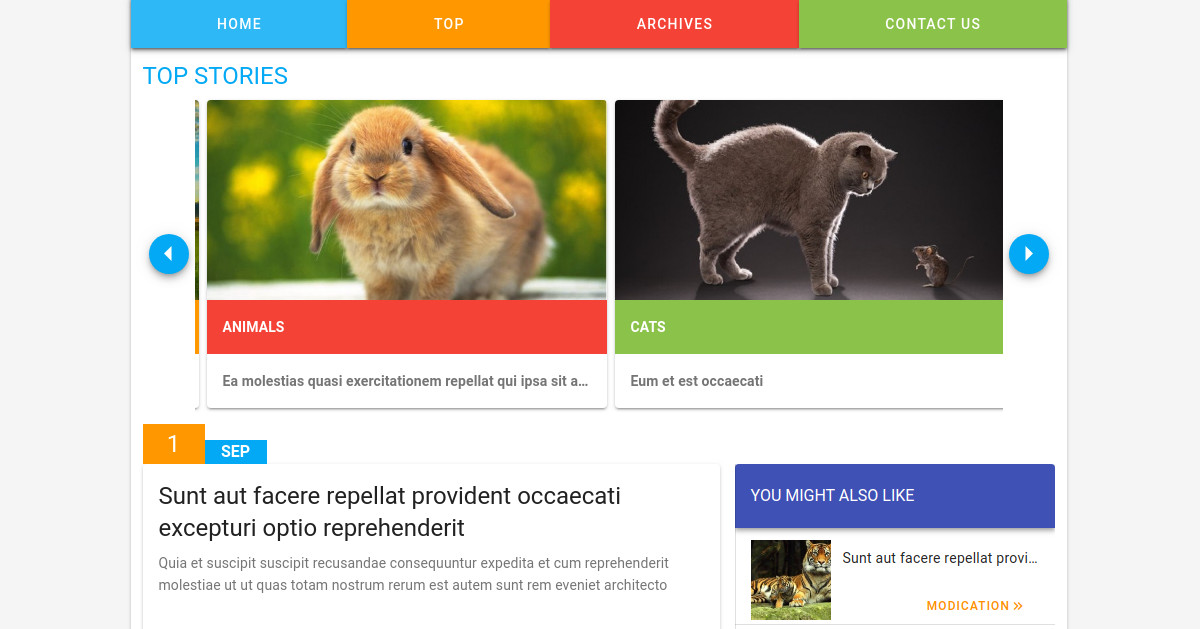 HOME
TOP
ARCHIVES
CONTACT US
TOP STORIES
ANIMALS
CATS
Ea molestias quasi exercitationem repellat qui ipsa sit a...
Eum et est occaecati
1
SEP
Sunt aut facere repellat provident occaecati
excepturi optio reprehenderit
Quia et suscipit suscipit recusandae consequuntur expedita et cum reprehenderit
molestiae ut ut quas totam nostrum rerum est autem sunt rem eveniet architecto
YOU MIGHT ALSO LIKE
Sunt aut facere repellat provi...
MODICATION »